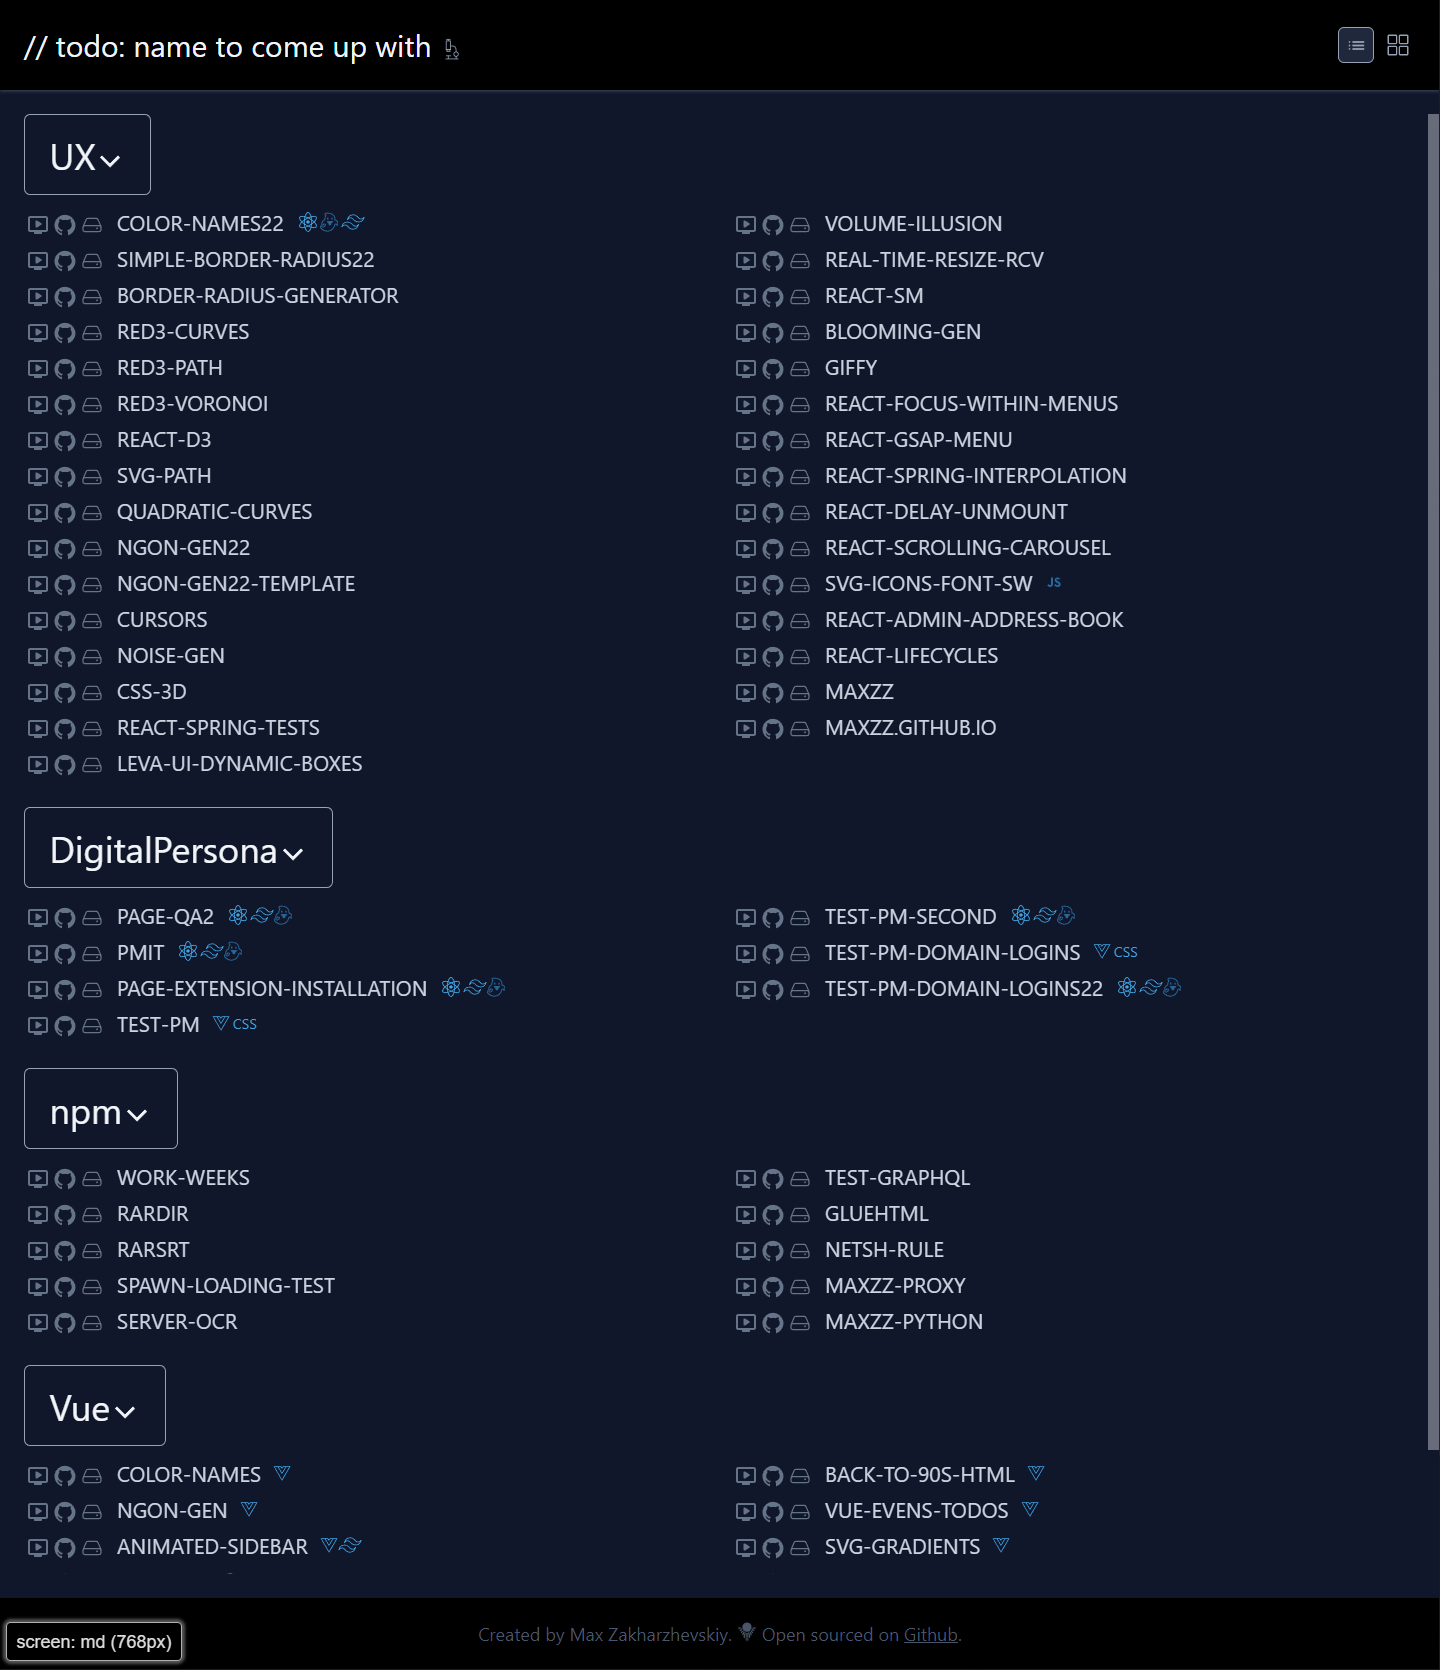 // todo: name to come up with
UX
COLOR-NAMES22
SIMPLE-BORDER-RADIUS22
BORDER-RADIUS-GENERATOR
RED3-CURVES
RED3-PATH
RED3-VORONOI
REACT-D3
SVG-PATH
QUADRATIC-CURVES
NGON-GEN22
NGON-GEN22-TEMPLATE
CURSORS
NOISE-GEN
CSS-3D
REACT-SPRING-TESTS
LEVA-UI-DYNAMIC-BOXES
VOLUME-ILLUSION
REAL-TIME-RESIZE-RCV
REACT-SM
BLOOMING-GEN
GIFFY
REACT-FOCUS-WITHIN-MENUS
REACT-GSAP-MENU
REACT-SPRING-INTERPOLATION
REACT-DELAY-UNMOUNT
REACT-SCROLLING-CAROUSEL
SVG-ICONS-FONT-SW JS
REACT-ADMIN-ADDRESS-BOOK
REACT-LIFECYCLES
MAXZZ
MAXZZ.GITHUB.IO
DigitalPersona
PAGE-QA2
PMIT
PAGE-EXTENSION-INSTALLATION
TEST-PM CSS
TEST-PM-SECOND
TEST-PM-DOMAIN-LOGINS CSS
TEST-PM-DOMAIN-LOGINS22
npm
WORK-WEEKS
RARDIR
RARSRT
SPAWN-LOADING-TEST
SERVER-OCR
TEST-GRAPHQL
GLUEHTML
NETSH-RULE
MAXZZ-PROXY
MAXZZ-PYTHON
Vue
COLOR-NAMES
NGON-GEN
ANIMATED-SIDEBAR
BACK-TO-90S-HTML
VUE-EVENS-TODOS
SVG-GRADIENTS
screen: md (768px)
Created by Max Zakharzhevskiy. Open sourced on Github.